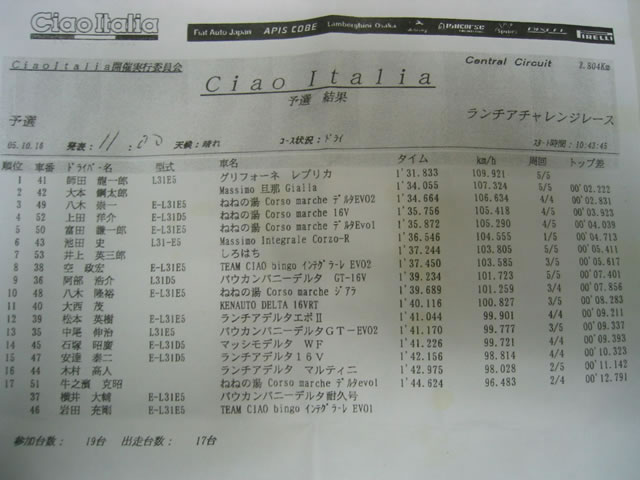 Ciao Italia Fiat Auto Japan APIS CODE Lamborghini Osaka PIRELLI
CiaoItalia開催実行委員会 Central Circuit 2.804Km
Ciao Italia
予選 結果
予選 ランチアチャレンジレース
05.10.16 発表: 11:00 天候:晴れ コース状況:ドライ スタート時間:10:42:45
順位 車番 ドライバー名 型式 車名 タイム km/h 周回 トップ差
1 41 師田 龍一郎 L31E5 グリフォーネ レプリカ 1'31.833 109.921 5/5
2 42 大本 鋼太郎 Massimo 旦那 Gialla 1'34.055 107.324 5/5 00'02.222
3 49 八木 崇一 E-L31E5 ねねの湯 Corso marche デルタEVO2 1'34.664 106.634 4/4 00'02.831
4 52 上田 洋介 E-L31D5 ねねの湯 Corso marche 16V 1'35.756 105.418 4/5 00'03.923
5 50 富田 謙一郎 E-L31E5 ねねの湯 Corso marche デルタEvo1 1'35.872 105.290 4/4 00'04.039
6 43 池田 史 L31-E5 Massimo Integrale Corzo-R 1'36.546 104.555 1/5 00'04.713
7 53 井上 英三郎 しろはち 1'37.244 103.805 5/5 00'05.411
8 38 空 政宏 E-L31E5 TEAM CIAO bingo インテグラーレ EVO2 1'37.450 103.585 3/5 00'05.617
9 36 阿部 浩介 L31D5 バウカンパニーデルタ GT-16V 1'39.234 101.723 5/5 00'07.401
10 48 八木 隆裕 E-L31E5 ねねの湯 Corso marche ジアラ 1'39.689 101.259 3/4 00'07.856
11 40 大西 茂 KENAUTO DELTA 16VRT 1'40.116 100.827 3/5 00'08.283
12 39 松本 英樹 E-L31E5 ランチアデルタエボⅡ 1'41.044 99.901 4/4 00'09.211
13 35 中尾 伸治 L31E5 バウカンパニーデルタGT-EVO2 1'41.170 99.777 3/5 00'09.337
14 45 石塚 昭慶 E-L31D5 マッシモデルタ WF 1'41.226 99.721 4/4 00'09.393
15 47 安達 泰二 E-L31D5 ランチアデルタ16V 1'42.156 98.814 4/4 00'10.323
16 44 木村 高人 ランチアデルタ マルティニ 1'42.975 98.028 2/5 00'11.142
17 51 牛之濱 克昭 ねねの湯 Corso marche デルタevo1 1'44.624 96.483 2/4 00'12.791
37 横井 大輔 E-L31E5 バウカンパニーデルタ耐久号
46 岩田 充剛 E-L31E5 TEAM CIAO bingo インテグラーレ EVO1
参加台数: 19台 出走台数: 17台